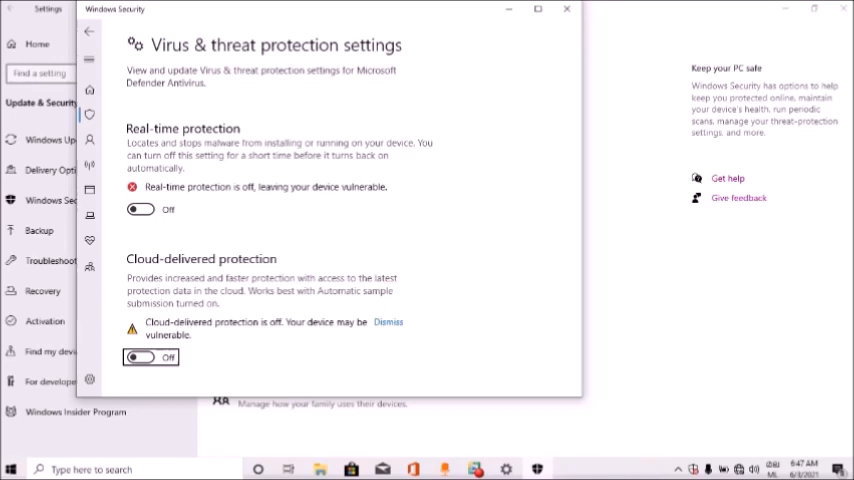 Settings
Windows Security
Home
Find a setting
Update & Security
Windows Up
Delivery Opti
Windows Sec
Backup
Troubleshoot
Recovery
Activation
Find my devi
For develope
Windows Insider Program
Virus & threat protection settings
View and update Virus & threat protection settings for Microsoft
Defender Antivirus.
Real-time protection
Locates and stops malware from installing or running on your device. You
can turn off this setting for a short time before it turns back on
automatically.
Real-time protection is off, leaving your device vulnerable.
Off
Cloud-delivered protection
Provides increased and faster protection with access to the latest
protection data in the cloud. Works best with Automatic sample
submission turned on.
Cloud-delivered protection is off. Your device may be Dismiss
vulnerable.
Off
Manage how your family uses their devices.
Keep your PC safe
Windows Security has options to help
keep you protected online, maintain
your device's health, run periodic
scans, manage your threat-protection
settings, and more.
Get help
Give feedback
Type here to search
ML
6:47 AM
6/3/2021